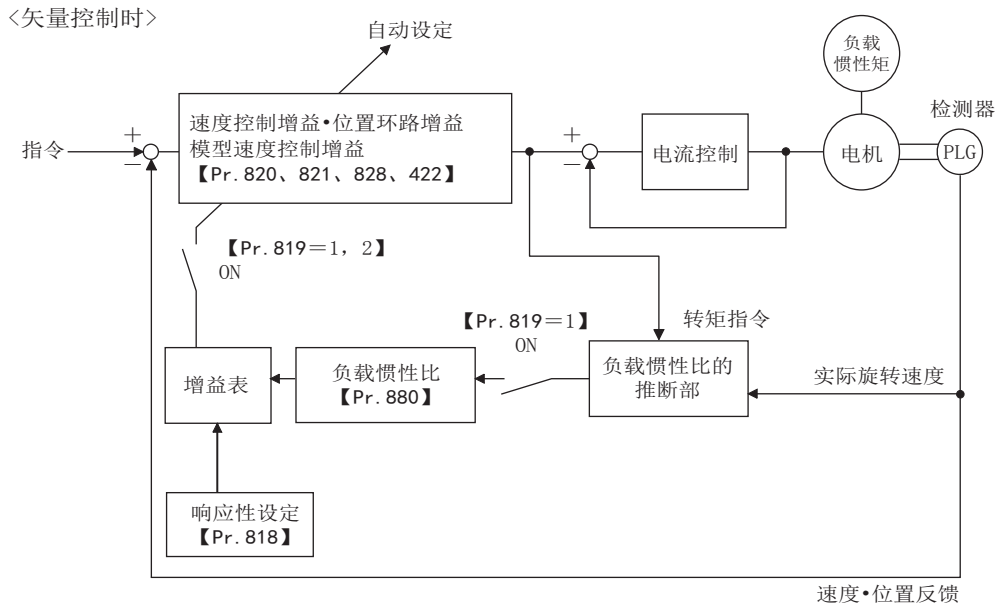 <矢量控制时>
自动设定
负载
惯性矩
检测器
速度控制增益•位置环路增益
模型速度控制增益
【Pr.820、821、828、422】
指令
+
−
+
−
电流控制
电机
PLG
【Pr.819=1, 2】
ON
【Pr.819=1】
ON
转矩指令
增益表
负载惯性比
【Pr.880】
负载惯性比的
推断部
实际旋转速度
响应性设定
【Pr.818】
速度•位置反馈